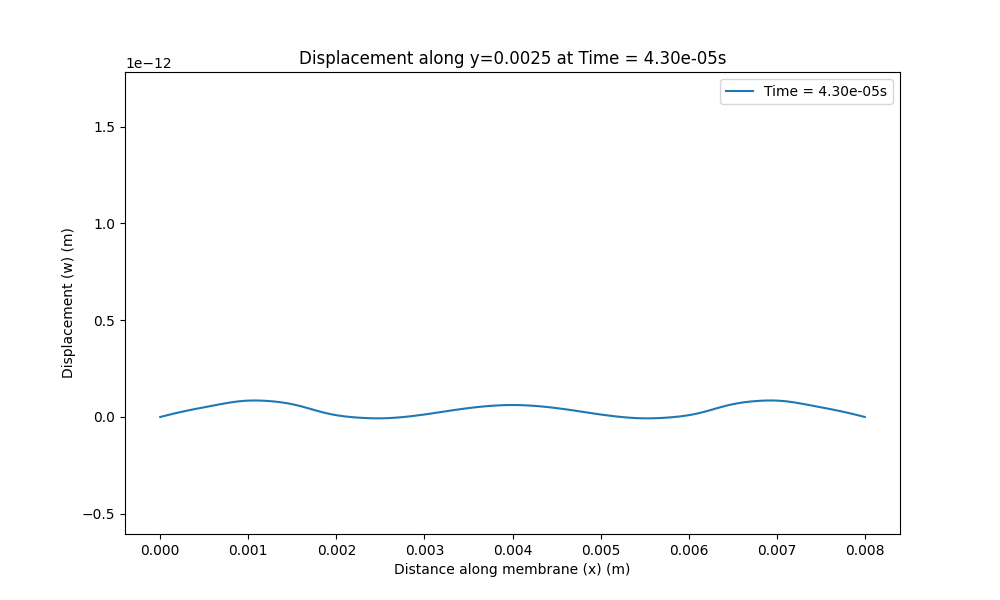 Displacement along y=0.0025 at Time = 4.30e-05s
1e−12
Time = 4.30e-05s
1.5
1.0
0.5
0.0
−0.5
Displacement (w) (m)
0.000 0.001 0.002 0.003 0.004 0.005 0.006 0.007 0.008
Distance along membrane (x) (m)